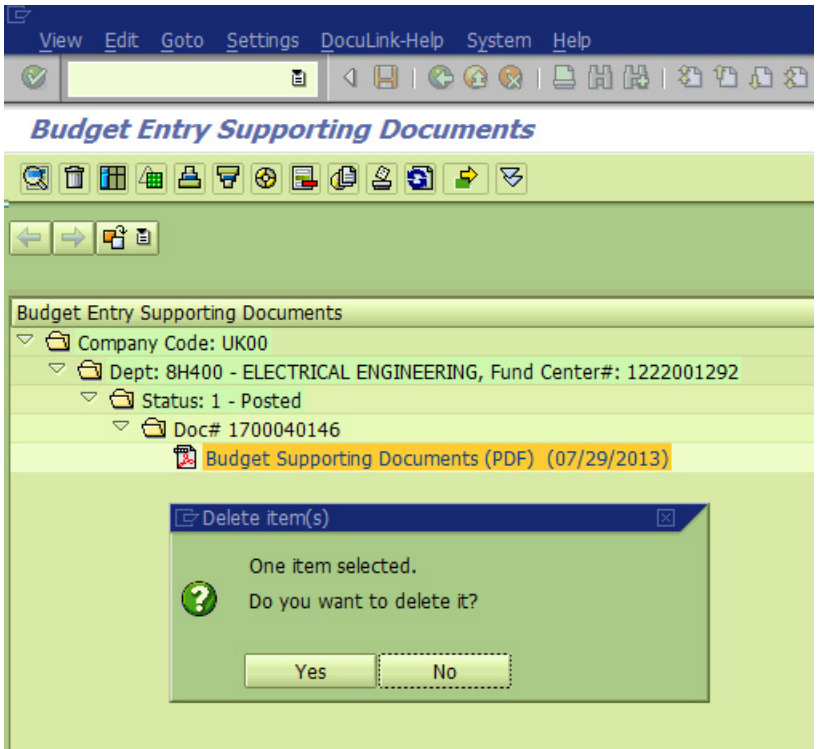 View Edit Goto Settings DocuLink-Help System Help
Budget Entry Supporting Documents
Budget Entry Supporting Documents
Company Code: UK00
Dept: 8H400 - ELECTRICAL ENGINEERING, Fund Center#: 1222001292
Status: 1 - Posted
Doc# 1700040146
Budget Supporting Documents (PDF) (07/29/2013)
Delete item(s)
One item selected.
Do you want to delete it?
Yes No